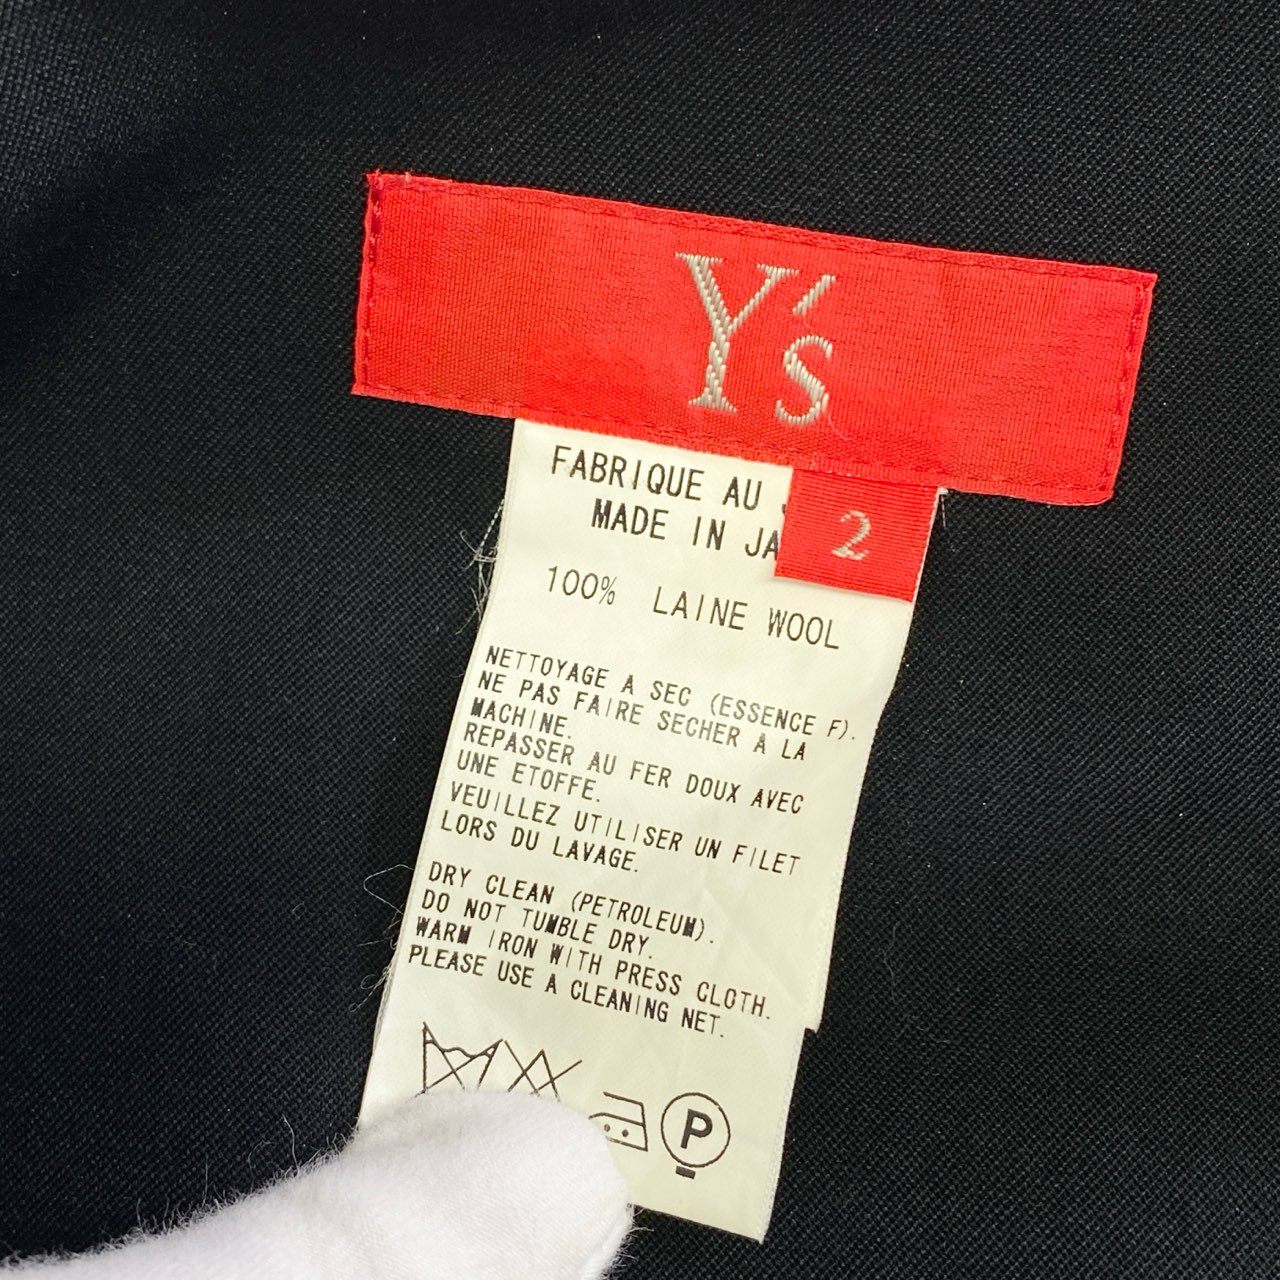 Y's
FABRIQUE AU
MADE IN
2
100% LAINE WOOL
NETTOYAGE A SEC (ESSENCE F).
NE PAS FAIRE SECHER À LA
MACHINE.
REPASSER AU FER DOUX AVEC
UNE ETOFFE.
VEUILLEZ UTILISER UN FILET
LORS DU LAVAGE.
DRY CLEAN (PETROLEUM).
DO NOT TUMBLE DRY.
WARM IRON WITH PRESS CLOTH.
PLEASE USE A CLEANING NET.
P